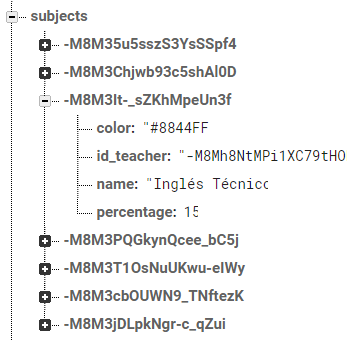 subjects
-M8M35u5sszS3YsSSpf4
-M8M3Chjwb93c5shAl0D
-M8M3It-_sZKhMpeUn3f
color: "#8844FF
id_teacher: "-M8Mh8NtMPi1XC79tHO
name: "Inglés Técnico
percentage: 15
-M8M3PQGkynQcee_bC5j
-M8M3T1OsNuUKwu-elWy
-M8M3cbOUWN9_TNftezK
-M8M3jDLpkNgr-c_qZui